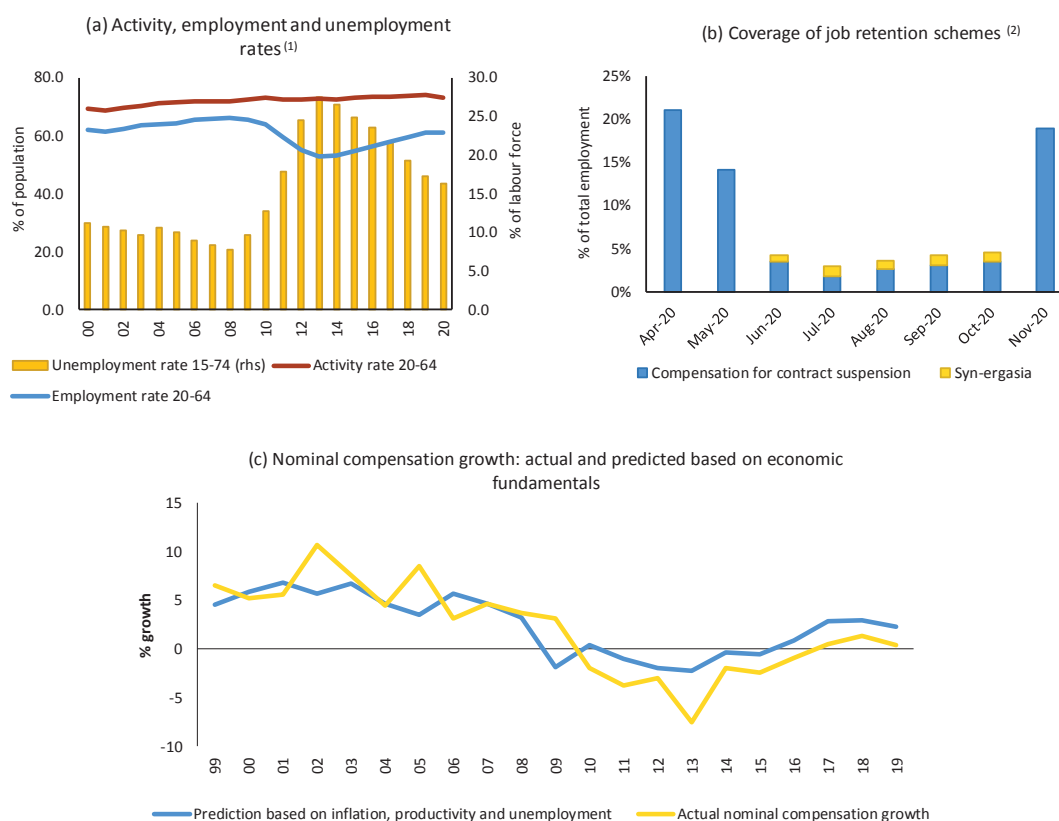 (a) Activity, employment and unemployment
rates (1)
80.0
60.0
40.0
20.0
0.0
% of population
30.0
25.0
20.0
15.0
10.0
5.0
0.0
% of labour force
00
02
04
06
08
10
12
14
16
18
20
Unemployment rate 15-74 (rhs)
Activity rate 20-64
Employment rate 20-64
(b) Coverage of job retention schemes (2)
25%
20%
15%
10%
5%
0%
% of total employment
Apr-20
May-20
Jun-20
Jul-20
Aug-20
Sep-20
Oct-20
Nov-20
Compensation for contract suspension
Syn-ergasia
(c) Nominal compensation growth: actual and predicted based on economic
fundamentals
15
10
5
0
-5
-10
% growth
99
00
01
02
03
04
05
06
07
08
09
10
11
12
13
14
15
16
17
18
19
Prediction based on inflation, productivity and unemployment
Actual nominal compensation growth